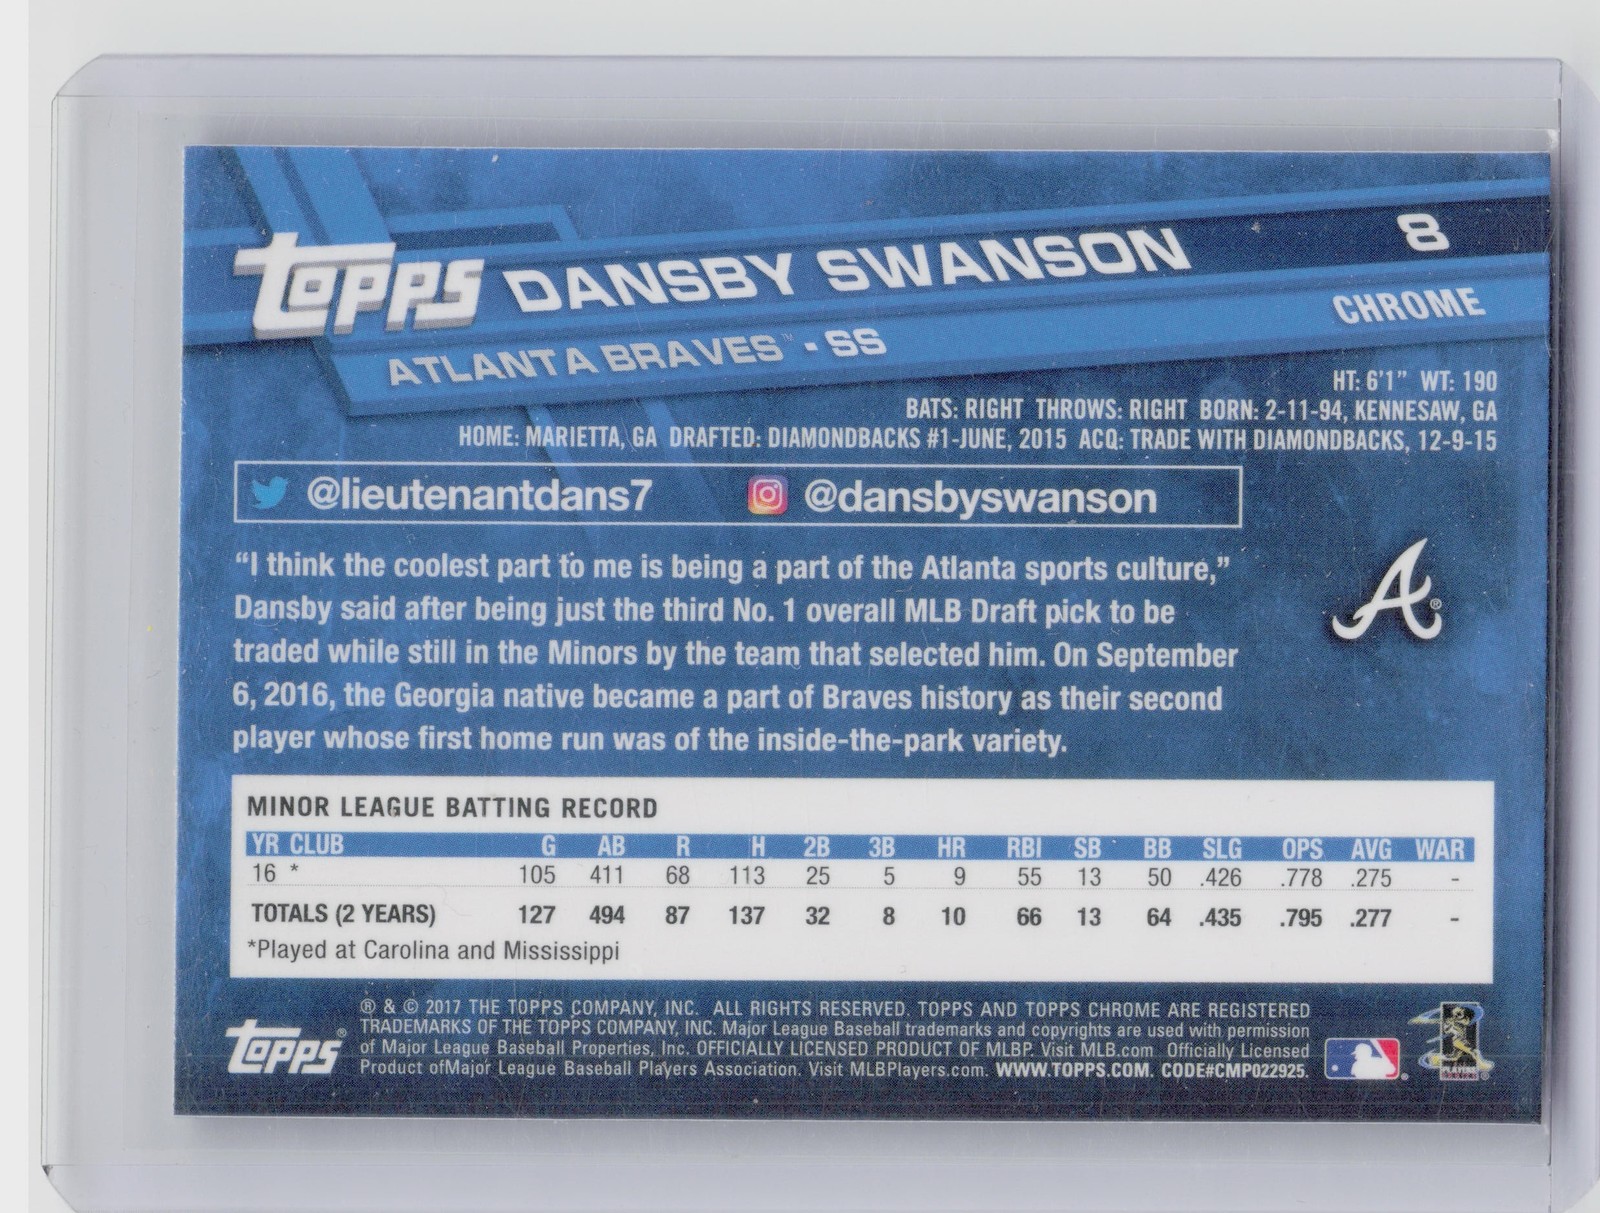 TOPPS DANSBY SWANSON 8
ATLANTA BRAVES™ • SS CHROME
HT: 6'1" WT: 190
BATS: RIGHT THROWS: RIGHT BORN: 2-11-94, KENNESAW, GA
HOME: MARIETTA, GA DRAFTED: DIAMONDBACKS #1-JUNE, 2015 ACQ: TRADE WITH DIAMONDBACKS, 12-9-15
@lieutenantdans7 @dansbyswanson
“I think the coolest part to me is being a part of the Atlanta sports culture,”
Dansby said after being just the third No. 1 overall MLB Draft pick to be
traded while still in the Minors by the team that selected him. On September
6, 2016, the Georgia native became a part of Braves history as their second
player whose first home run was of the inside-the-park variety.
A®
MINOR LEAGUE BATTING RECORD
YR CLUB G AB R H 2B 3B HR RBI SB BB SLG OPS AVG WAR
16 * 105 411 68 113 25 5 9 55 13 50 .426 .778 .275 -
TOTALS (2 YEARS) 127 494 87 137 32 8 10 66 13 64 .435 .795 .277 -
*Played at Carolina and Mississippi
® & © 2017 THE TOPPS COMPANY, INC. ALL RIGHTS RESERVED. TOPPS AND TOPPS CHROME ARE REGISTERED
TRADEMARKS OF THE TOPPS COMPANY, INC. Major League Baseball trademarks and copyrights are used with permission
of Major League Baseball Properties, Inc. OFFICIALLY LICENSED PRODUCT OF MLBP. Visit MLB.com Officially Licensed
Product ofMajor League Baseball Players Association. Visit MLBPlayers.com. WWW.TOPPS.COM. CODE#CMP022925.
Topps®
PLAYERS